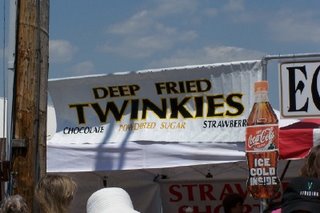 DEEP FRIED
TWINKIES
CHOCOLATE POWDERED SUGAR STRAWBERRY
Coca-Cola
ICE
COLD
INSIDE
STRAW